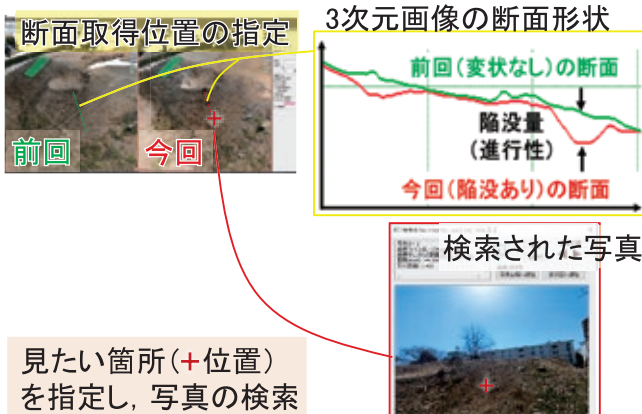 断面取得位置の指定
3次元画像の断面形状
前回（変状なし）の断面
陥没量
（進行性）
今回（陥没あり）の断面
前回
今回
検索された写真
見たい箇所（+位置）
を指定し，写真の検索